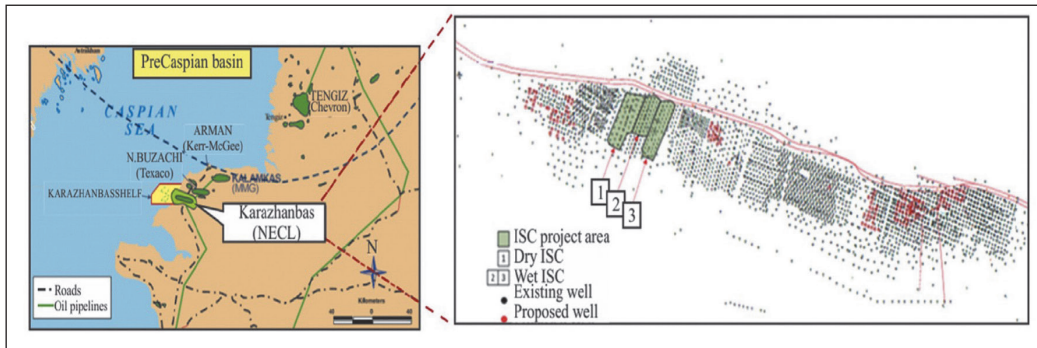 PreCaspian basin
CASPIAN
SEA
TENGIZ
(Chevron)
Tengiz
ARMAN
(Kerr-McGee)
N.BUZACHI
(Texaco)
KALAMKAS
(MMG)
KARAZHANBASSHELF
Karazhanbas
(NECL)
N
Roads
Oil pipelines
Kilometers
1
2
3
ISC project area
1 Dry ISC
2 3 Wet ISC
Existing well
Proposed well